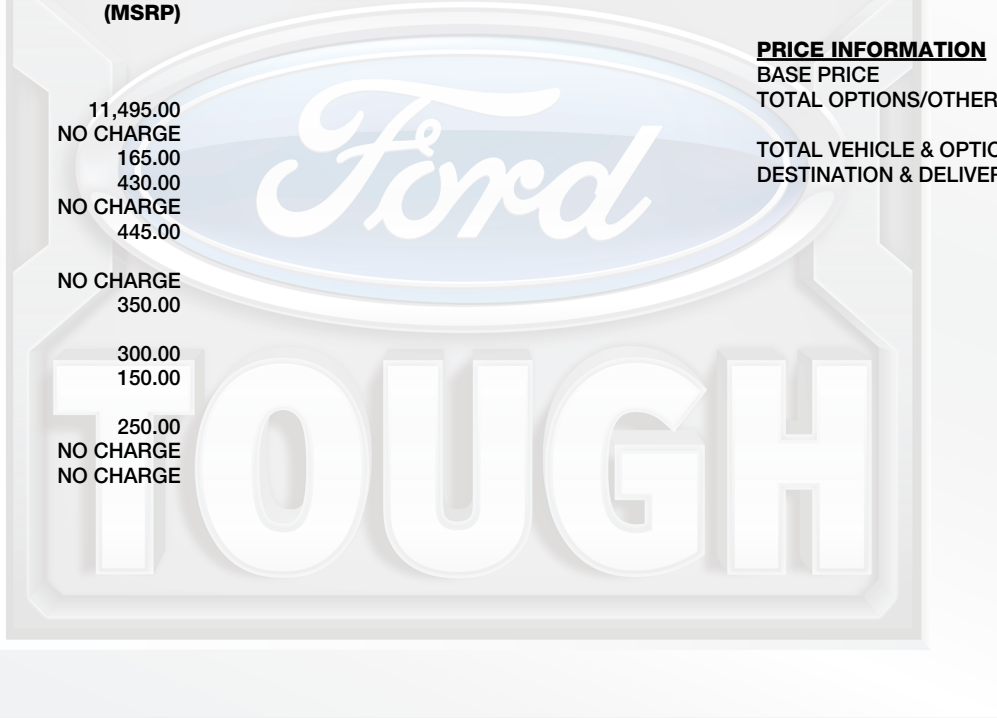 (MSRP)
11,495.00
NO CHARGE
165.00
430.00
NO CHARGE
445.00
NO CHARGE
350.00
300.00
150.00
250.00
NO CHARGE
NO CHARGE
PRICE INFORMATION
BASE PRICE
TOTAL OPTIONS/OTHER
TOTAL VEHICLE & OPTIO
DESTINATION & DELIVER
Ford
TOUGH